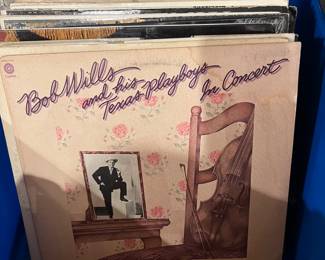 Bob Wills
and his
Texas Playboys
In Concert